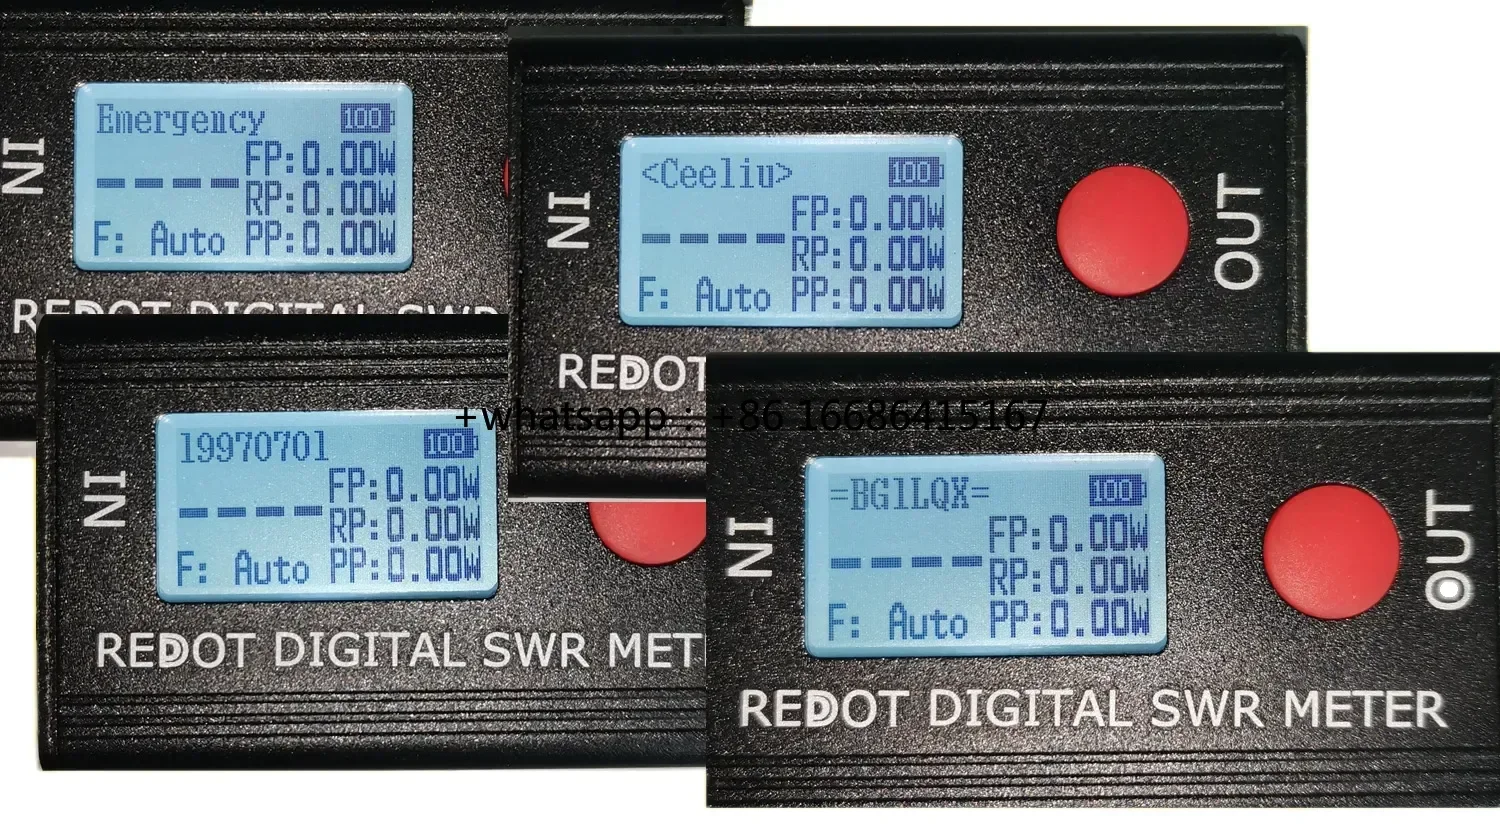 IN
Emergency 100
FP:0.00W
----
RP:0.00W
F: Auto PP:0.00W
REDOT DIGITAL SWR
IN
<Ceeliu> 100
FP:0.00W
----
RP:0.00W
F: Auto PP:0.00W
OUT
REDOT
+whatsapp : +86 16686415167
IN
19970701 100
FP:0.00W
----
RP:0.00W
F: Auto PP:0.00W
REDOT DIGITAL SWR MET
IN
=BG1LQX= 100
FP:0.00W
----
RP:0.00W
F: Auto PP:0.00W
OUT
REDOT DIGITAL SWR METER